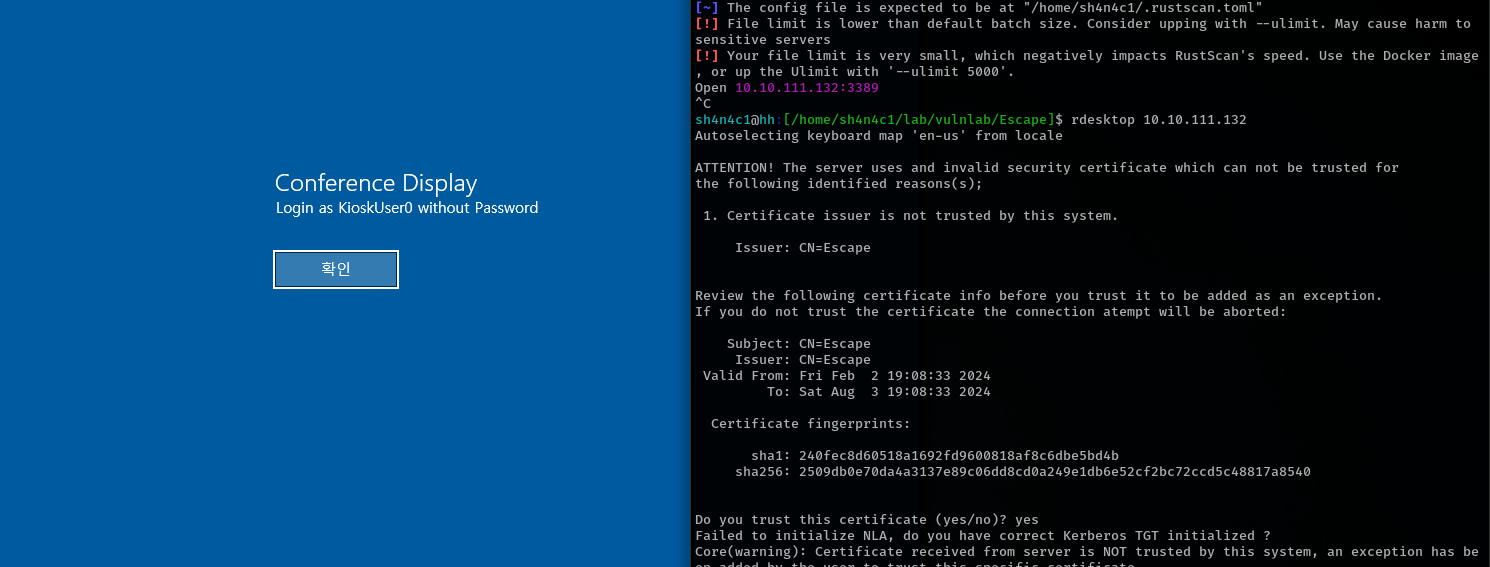 Conference Display
Login as KioskUser0 without Password
확인
[~] The config file is expected to be at "/home/sh4n4c1/.rustscan.toml"
[!] File limit is lower than default batch size. Consider upping with --ulimit. May cause harm to
sensitive servers
[!] Your file limit is very small, which negatively impacts RustScan's speed. Use the Docker image
, or up the Ulimit with '--ulimit 5000'.
Open 10.10.111.132:3389
^C
sh4n4c1@hh:[/home/sh4n4c1/lab/vulnlab/Escape]$ rdesktop 10.10.111.132
Autoselecting keyboard map 'en-us' from locale
ATTENTION! The server uses and invalid security certificate which can not be trusted for
the following identified reasons(s);
1. Certificate issuer is not trusted by this system.
Issuer: CN=Escape
Review the following certificate info before you trust it to be added as an exception.
If you do not trust the certificate the connection atempt will be aborted:
Subject: CN=Escape
Issuer: CN=Escape
Valid From: Fri Feb  2 19:08:33 2024
To: Sat Aug  3 19:08:33 2024
Certificate fingerprints:
sha1: 240fec8d60518a1692fd9600818af8c6dbe5bd4b
sha256: 2509db0e70da4a3137e89c06dd8cd0a249e1db6e52cf2bc72ccd5c48817a8540
Do you trust this certificate (yes/no)? yes
Failed to initialize NLA, do you have correct Kerberos TGT initialized ?
Core(warning): Certificate received from server is NOT trusted by this system, an exception has be
en added by the user to trust this specific certificate.